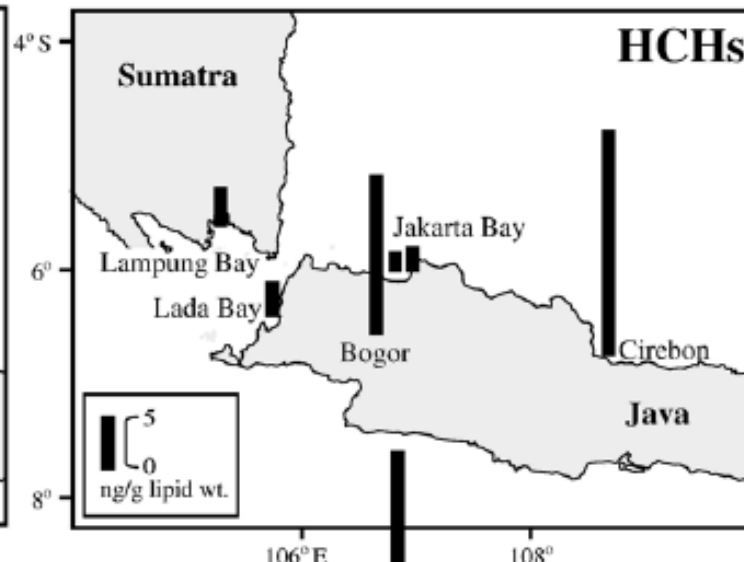 4° S
HCHs
Sumatra
Jakarta Bay
Lampung Bay
6°
Lada Bay
Bogor
Cirebon
Java
5
0
ng/g lipid wt.
8°
106°E
108°